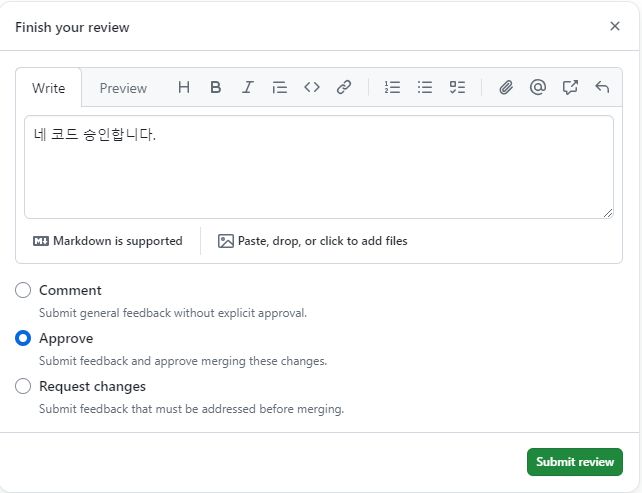 Finish your review
Write
Preview
H B I
네 코드 승인합니다.
Markdown is supported
Paste, drop, or click to add files
Comment
Submit general feedback without explicit approval.
Approve
Submit feedback and approve merging these changes.
Request changes
Submit feedback that must be addressed before merging.
Submit review